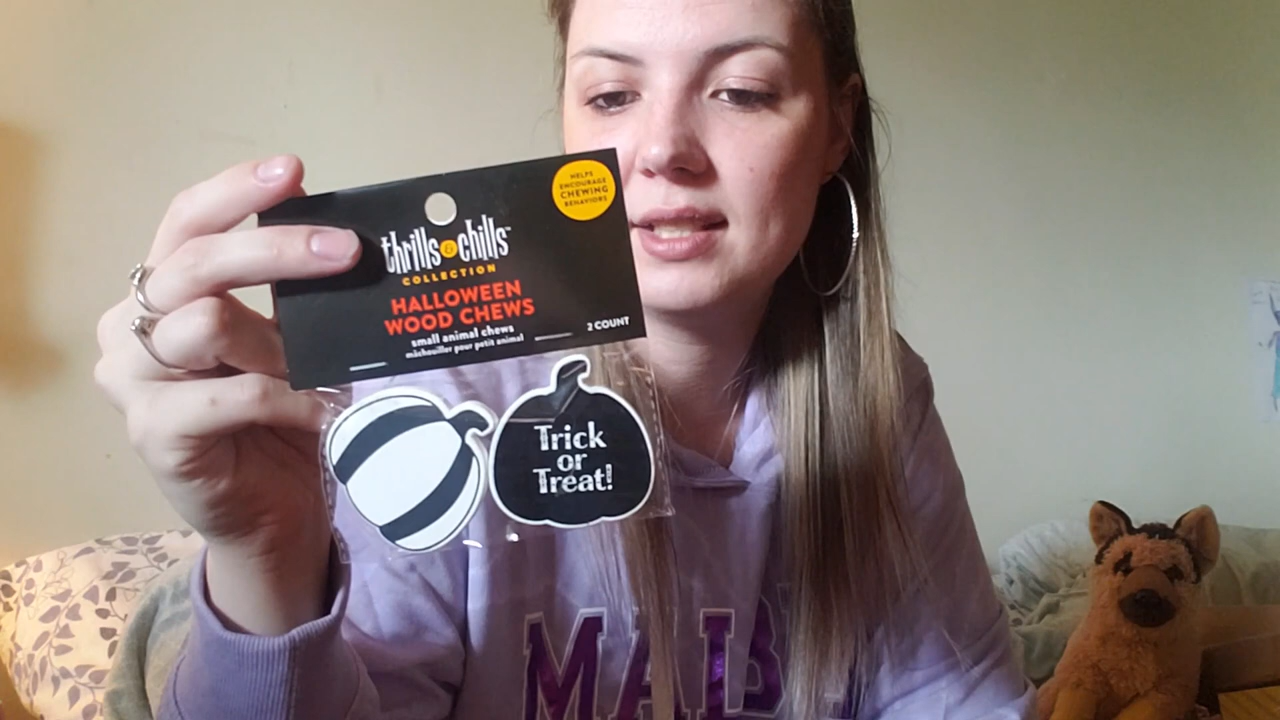 HELPS
ENCOURAGE
CHEWING
BEHAVIORS
thrills & chills™
COLLECTION
HALLOWEEN
WOOD CHEWS
small animal chews
mâchouiller pour petit animal
2 COUNT
Trick
or
Treat!